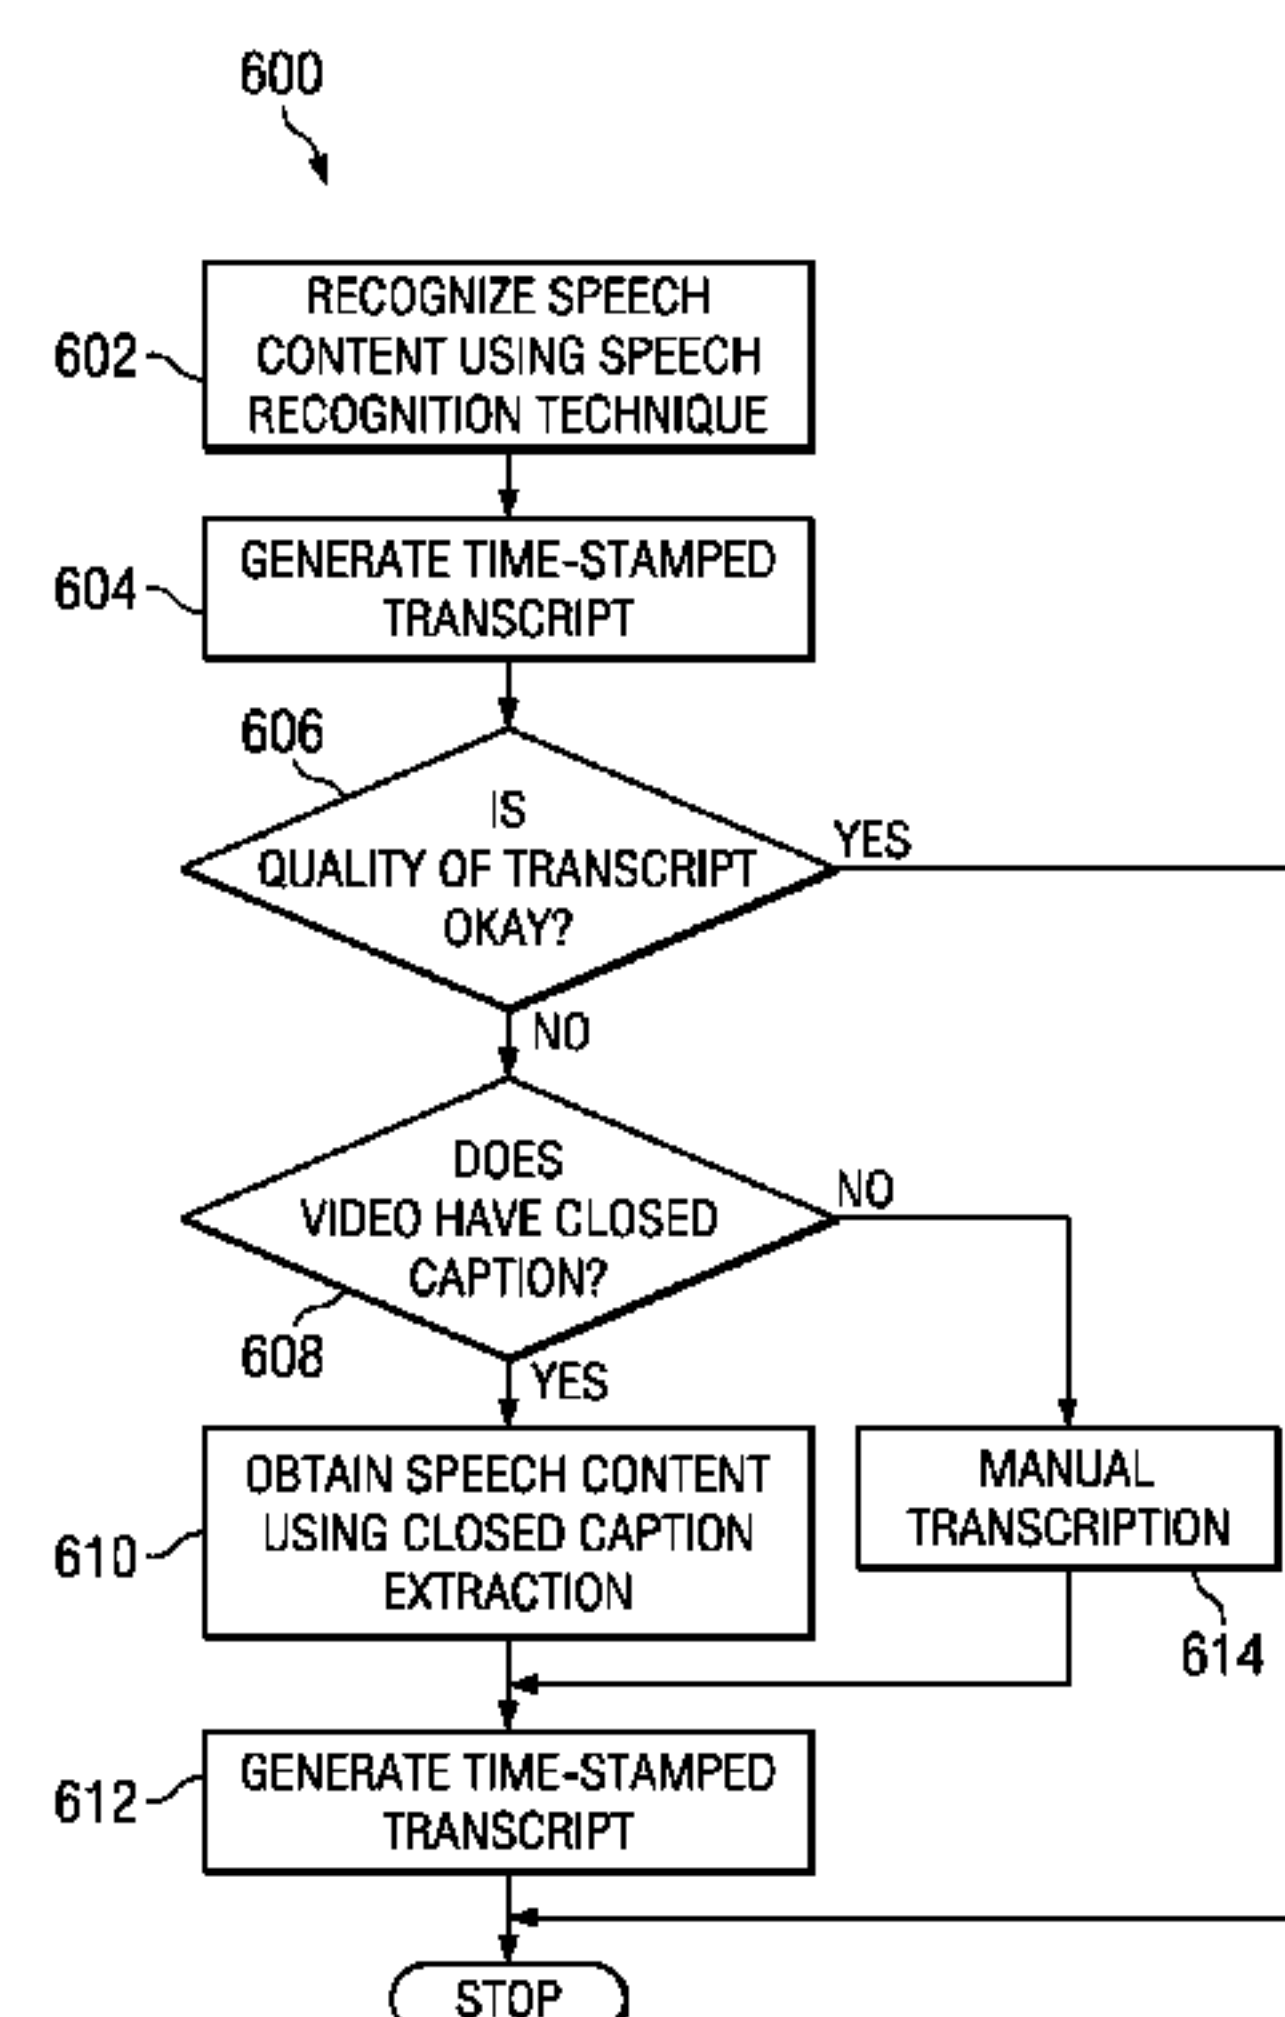 600
RECOGNIZE SPEECH
CONTENT USING SPEECH
RECOGNITION TECHNIQUE
602
GENERATE TIME-STAMPED
TRANSCRIPT
604
606
IS
QUALITY OF TRANSCRIPT
OKAY?
YES
NO
DOES
VIDEO HAVE CLOSED
CAPTION?
NO
608
YES
OBTAIN SPEECH CONTENT
USING CLOSED CAPTION
EXTRACTION
610
MANUAL
TRANSCRIPTION
614
GENERATE TIME-STAMPED
TRANSCRIPT
612
STOP